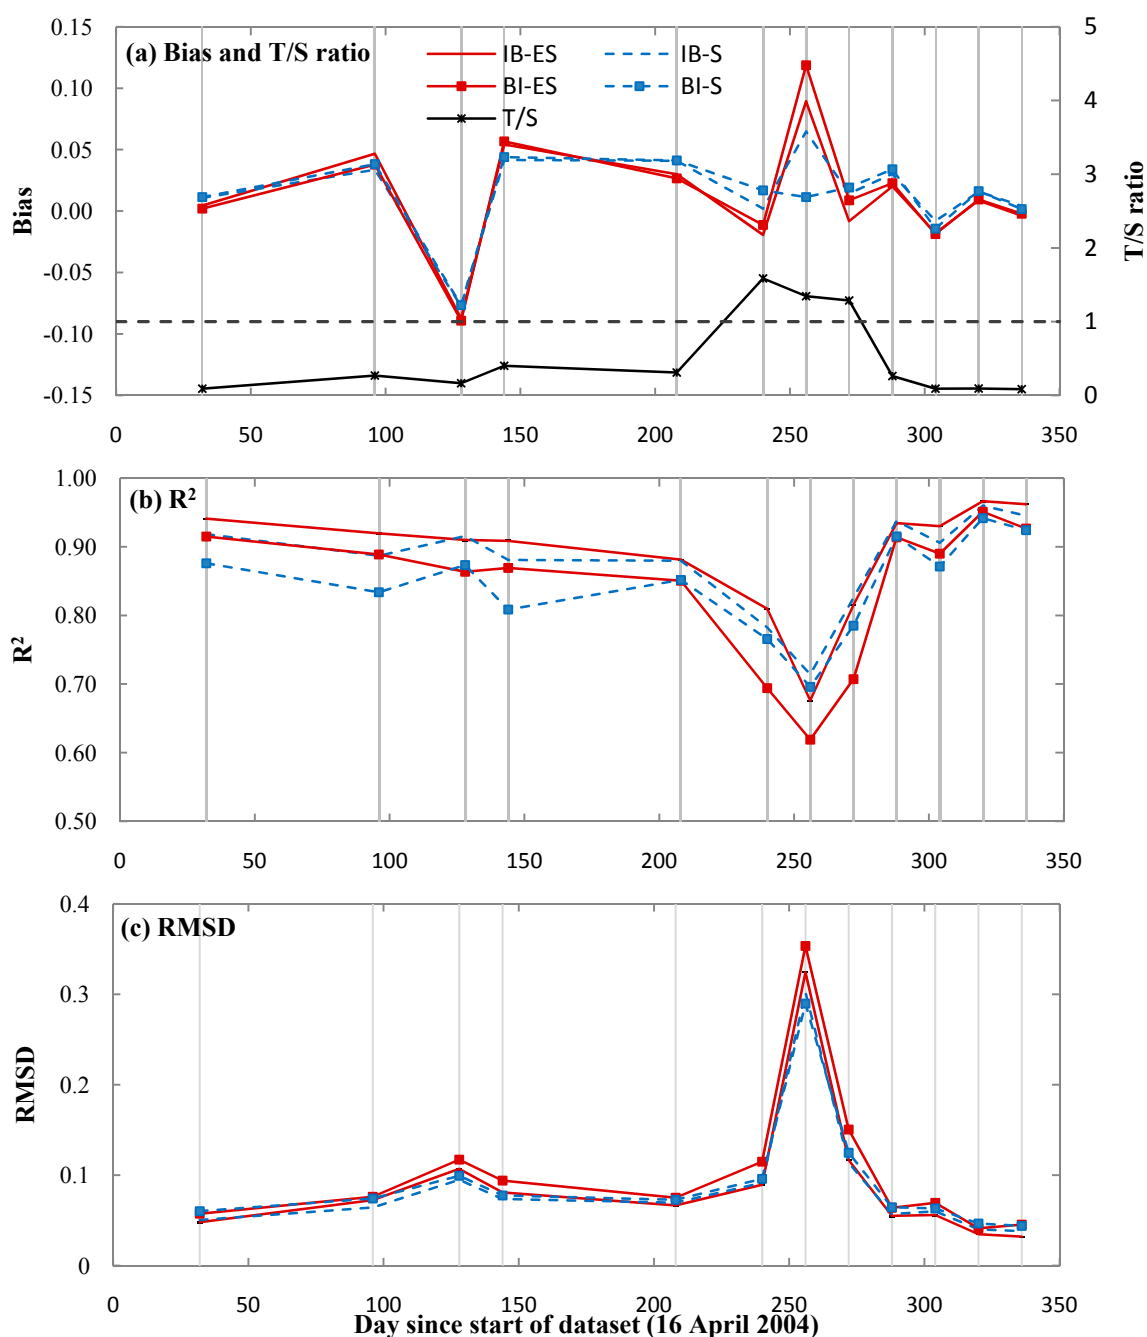 (a) Bias and T/S ratio
IB-ES
IB-S
BI-ES
BI-S
T/S
0.15
0.10
0.05
0.00
-0.05
-0.10
-0.15
Bias
5
4
3
2
1
0
T/S ratio
0 50 100 150 200 250 300 350
(b) R²
1.00
0.90
0.80
0.70
0.60
0.50
R²
0 50 100 150 200 250 300 350
(c) RMSD
0.4
0.3
0.2
0.1
0
RMSD
0 50 100 150 200 250 300 350
Day since start of dataset (16 April 2004)